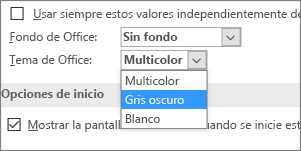 Usar siempre estos valores independientemente de
Fondo de Office: Sin fondo
Tema de Office: Multicolor
Multicolor
Gris oscuro
Blanco
Opciones de inicio
Mostrar la pantall uando se inicie est